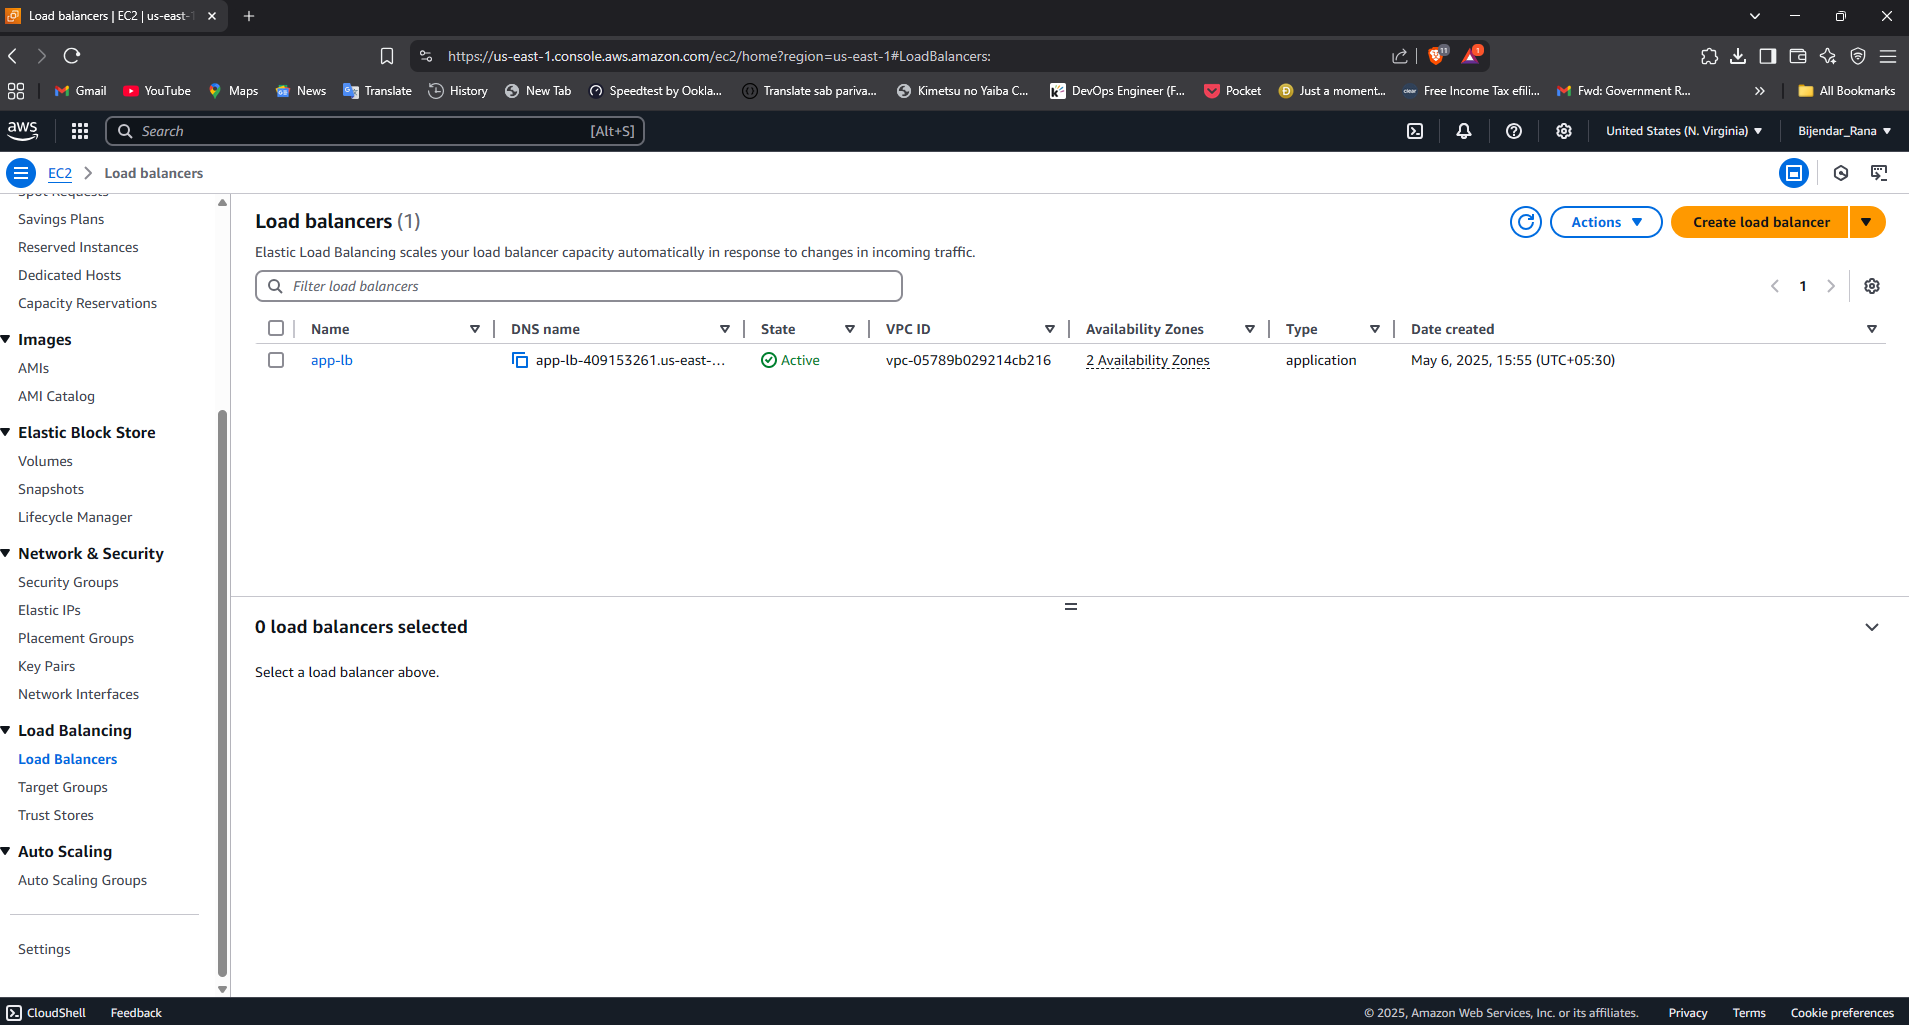 Load balancers | EC2 | us-east-1
https://us-east-1.console.aws.amazon.com/ec2/home?region=us-east-1#LoadBalancers:
11
1
Gmail
YouTube
Maps
News
Translate
History
New Tab
Speedtest by Ookla...
Translate sab pariva...
Kimetsu no Yaiba C...
DevOps Engineer (F...
Pocket
Just a moment...
Free Income Tax efili...
Fwd: Government R...
All Bookmarks
aws
Search
[Alt+S]
United States (N. Virginia)
Bijendar_Rana
EC2
Load balancers
Spot Requests
Savings Plans
Reserved Instances
Dedicated Hosts
Capacity Reservations
Images
AMIs
AMI Catalog
Elastic Block Store
Volumes
Snapshots
Lifecycle Manager
Network & Security
Security Groups
Elastic IPs
Placement Groups
Key Pairs
Network Interfaces
Load Balancing
Load Balancers
Target Groups
Trust Stores
Auto Scaling
Auto Scaling Groups
Settings
Load balancers (1)
Actions
Create load balancer
Elastic Load Balancing scales your load balancer capacity automatically in response to changes in incoming traffic.
Filter load balancers
1
Name
DNS name
State
VPC ID
Availability Zones
Type
Date created
app-lb
app-lb-409153261.us-east-...
Active
vpc-05789b029214cb216
2 Availability Zones
application
May 6, 2025, 15:55 (UTC+05:30)
0 load balancers selected
Select a load balancer above.
CloudShell
Feedback
© 2025, Amazon Web Services, Inc. or its affiliates.
Privacy
Terms
Cookie preferences